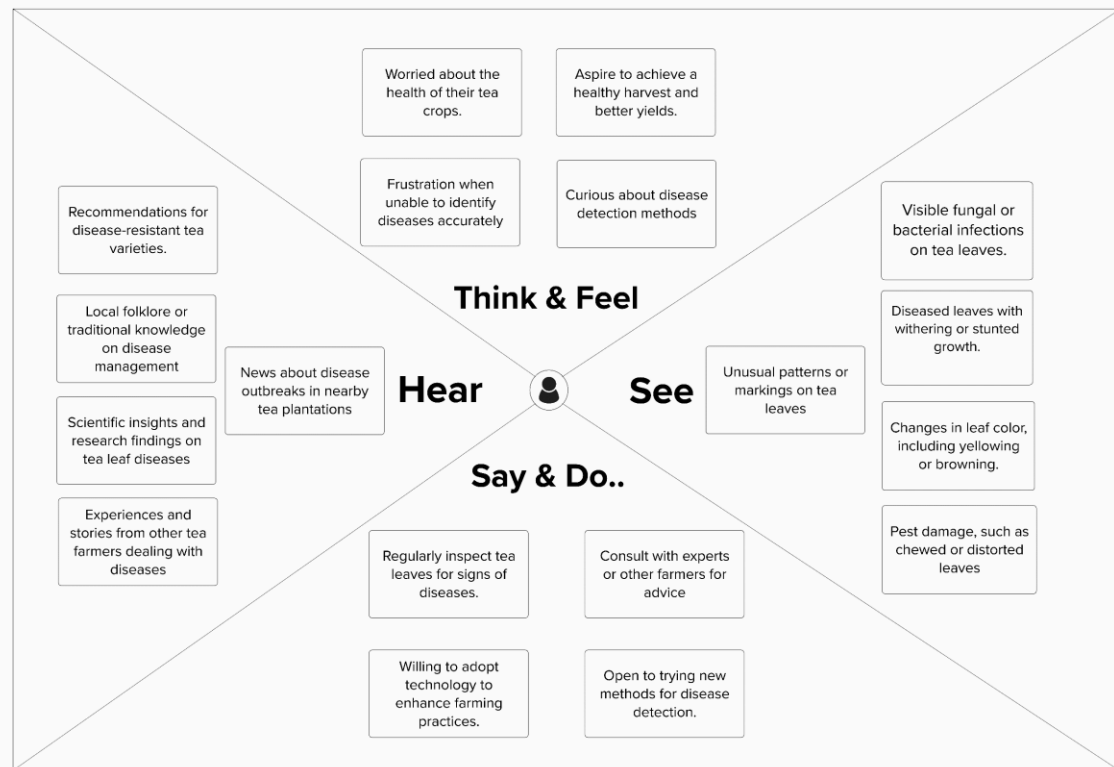 Worried about the
health of their tea
crops.
Aspire to achieve a
healthy harvest and
better yields.
Frustration when
unable to identify
diseases accurately
Curious about disease
detection methods
Think & Feel
Recommendations for
disease-resistant tea
varieties.
Local folklore or
traditional knowledge
on disease
management
Scientific insights and
research findings on
tea leaf diseases
Experiences and
stories from other tea
farmers dealing with
diseases
News about disease
outbreaks in nearby
tea plantations
Hear
See
Unusual patterns or
markings on tea
leaves
Visible fungal or
bacterial infections
on tea leaves.
Diseased leaves with
withering or stunted
growth.
Changes in leaf color,
including yellowing
or browning.
Pest damage, such as
chewed or distorted
leaves
Say & Do..
Regularly inspect tea
leaves for signs of
diseases.
Consult with experts
or other farmers for
advice
Willing to adopt
technology to
enhance farming
practices.
Open to trying new
methods for disease
detection.